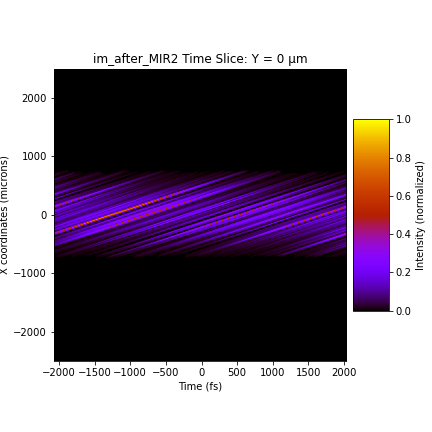 im_after_MIR2 Time Slice: Y = 0 μm
2000
1000
0
−1000
−2000
X coordinates (microns)
−2000 −1500 −1000 −500 0 500 1000 1500 2000
Time (fs)
1.0
0.8
0.6
0.4
0.2
0.0
Intensity (normalized)